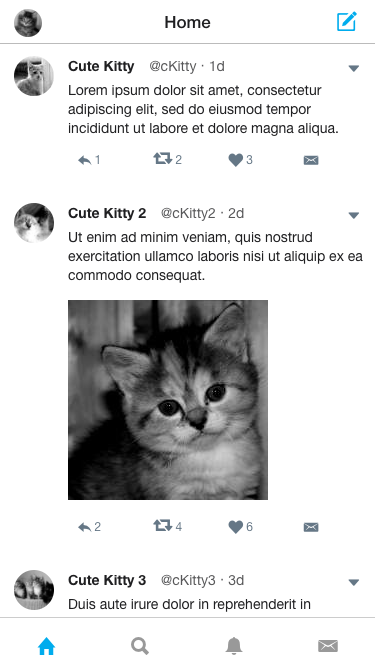 Home
Cute Kitty @cKitty · 1d
Lorem ipsum dolor sit amet, consectetur
adipiscing elit, sed do eiusmod tempor
incididunt ut labore et dolore magna aliqua.
1 2 3
Cute Kitty 2 @cKitty2 · 2d
Ut enim ad minim veniam, quis nostrud
exercitation ullamco laboris nisi ut aliquip ex ea
commodo consequat.
2 4 6
Cute Kitty 3 @cKitty3 · 3d
Duis aute irure dolor in reprehenderit in